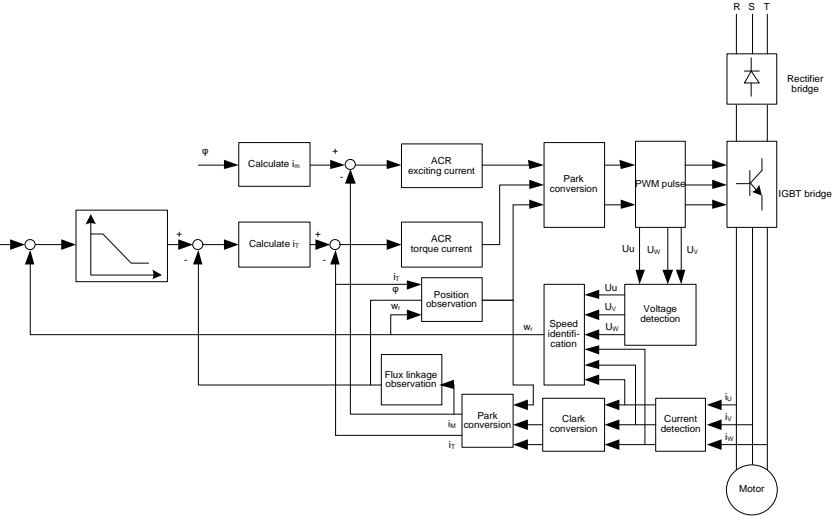 R S T
Rectifier
bridge
φ
+
-
Calculate iₘ
ACR
exciting current
Park
conversion
PWM pulse
IGBT bridge
+
-
Calculate iT
+
-
ACR
torque current
Uu UW UV
iT
φ
wr
Position
observation
wr
Speed
identifi-
cation
Uu
UV
UW
Voltage
detection
Flux linkage
observation
iM
iT
Park
conversion
Clark
conversion
Current
detection
iU
iV
iW
Motor